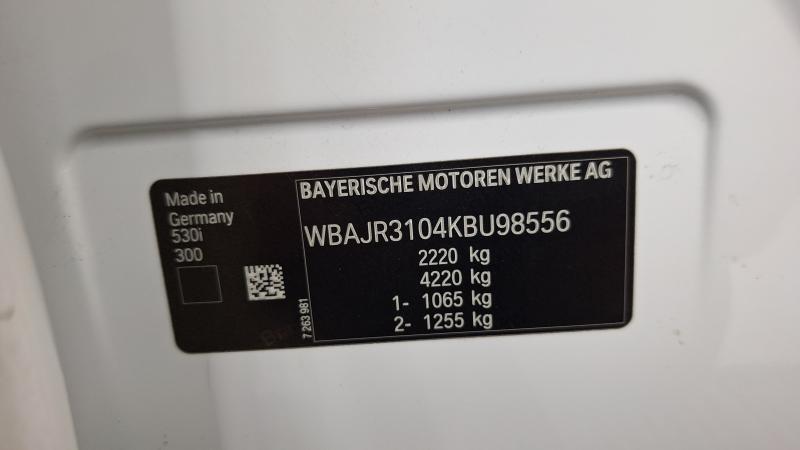 Made in
Germany
530i
300
7 263 981
BAYERISCHE MOTOREN WERKE AG
WBAJR3104KBU98556
2220 kg
4220 kg
1- 1065 kg
2- 1255 kg